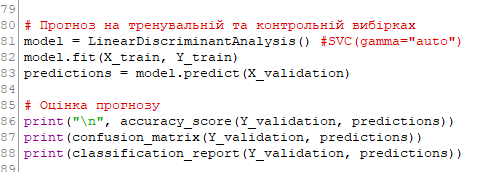 79
80 # Прогноз на тренувальній та контрольній вибірках
81 model = LinearDiscriminantAnalysis() #SVC(gamma="auto")
82 model.fit(X_train, Y_train)
83 predictions = model.predict(X_validation)
84
85 # Оцінка прогнозу
86 print("\n", accuracy_score(Y_validation, predictions))
87 print(confusion_matrix(Y_validation, predictions))
88 print(classification_report(Y_validation, predictions))
89